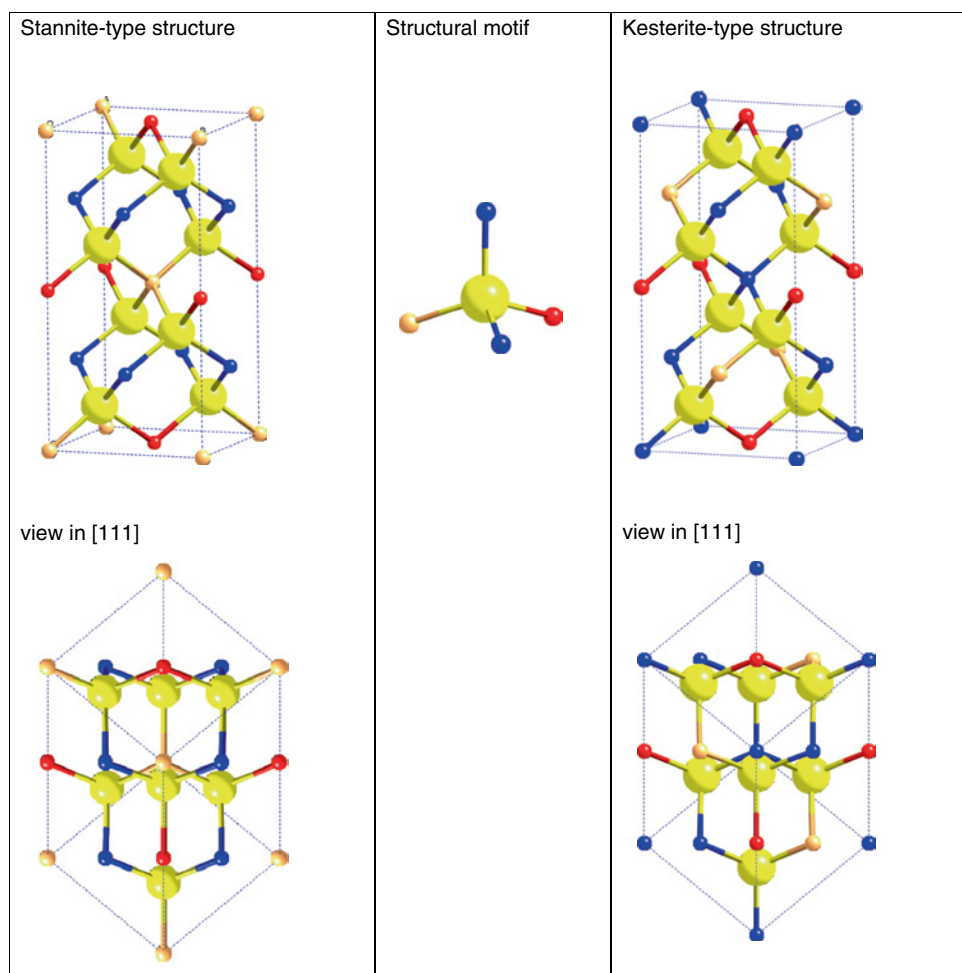 Stannite-type structure
Structural motif
Kesterite-type structure
view in [111]
view in [111]